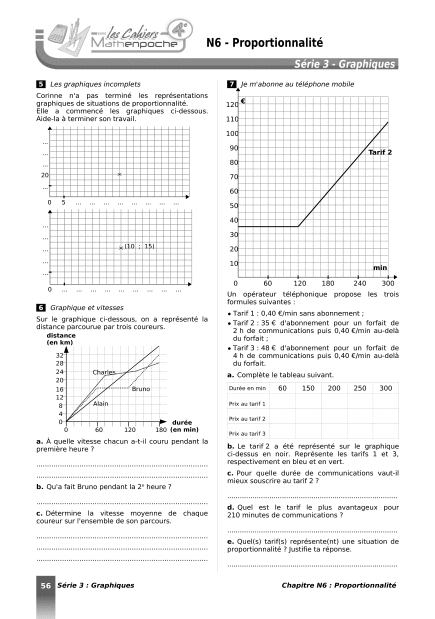 les Cahiers
Mathenpoche
4e
N6 - Proportionnalité
Série 3 - Graphiques
5 Les graphiques incomplets
Corinne n'a pas terminé les représentations
graphiques de situations de proportionnalité.
Elle a commencé les graphiques ci-dessous.
Aide-la à terminer son travail.
...
...
...
20
...
0 5 ... ... ... ... ... ... ... ...
...
...
...
...
(10 ; 15)
0 ... ... ... ... ... ... ... ... ...
6 Graphique et vitesses
Sur le graphique ci-dessous, on a représenté la
distance parcourue par trois coureurs.
distance
(en km)
32
28
24
20
16
12
8
4
0
Charles
Bruno
Alain
0 60 120 180
durée
(en min)
a. À quelle vitesse chacun a-t-il couru pendant la
première heure ?
b. Qu'a fait Bruno pendant la 2e heure ?
c. Détermine la vitesse moyenne de chaque
coureur sur l'ensemble de son parcours.
7 Je m'abonne au téléphone mobile
€
120
110
100
90
80
70
60
50
40
30
20
10
Tarif 2
min
0 60 120 180 240 300
Un opérateur téléphonique propose les trois
formules suivantes :
• Tarif 1 : 0,40 €/min sans abonnement ;
• Tarif 2 : 35 € d'abonnement pour un forfait de
2 h de communications puis 0,40 €/min au-delà
du forfait ;
• Tarif 3 : 48 € d'abonnement pour un forfait de
4 h de communications puis 0,40 €/min au-delà
du forfait.
a. Complète le tableau suivant.
Durée en min 60 150 200 250 300
Prix au tarif 1
Prix au tarif 2
Prix au tarif 3
b. Le tarif 2 a été représenté sur le graphique
ci-dessus en noir. Représente les tarifs 1 et 3,
respectivement en bleu et en vert.
c. Pour quelle durée de communications vaut-il
mieux souscrire au tarif 2 ?
d. Quel est le tarif le plus avantageux pour
210 minutes de communications ?
e. Quel(s) tarif(s) représente(nt) une situation de
proportionnalité ? Justifie ta réponse.
56 Série 3 : Graphiques
Chapitre N6 : Proportionnalité